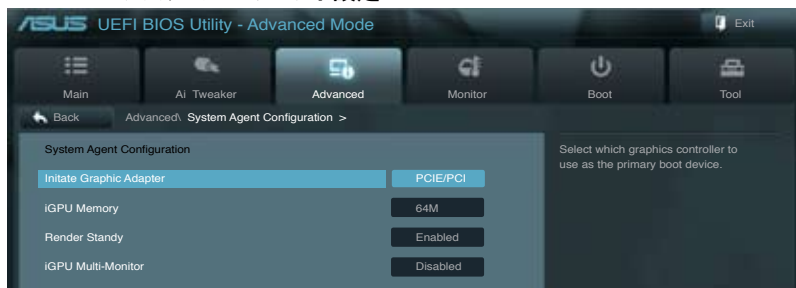 ASUS UEFI BIOS Utility - Advanced Mode
Exit
Main
Ai Tweaker
Advanced
Monitor
Boot
Tool
Back
Advanced\ System Agent Configuration >
System Agent Configuration
Select which graphics controller to
use as the primary boot device.
Initate Graphic Adapter PCIE/PCI
iGPU Memory 64M
Render Standy Enabled
iGPU Multi-Monitor Disabled